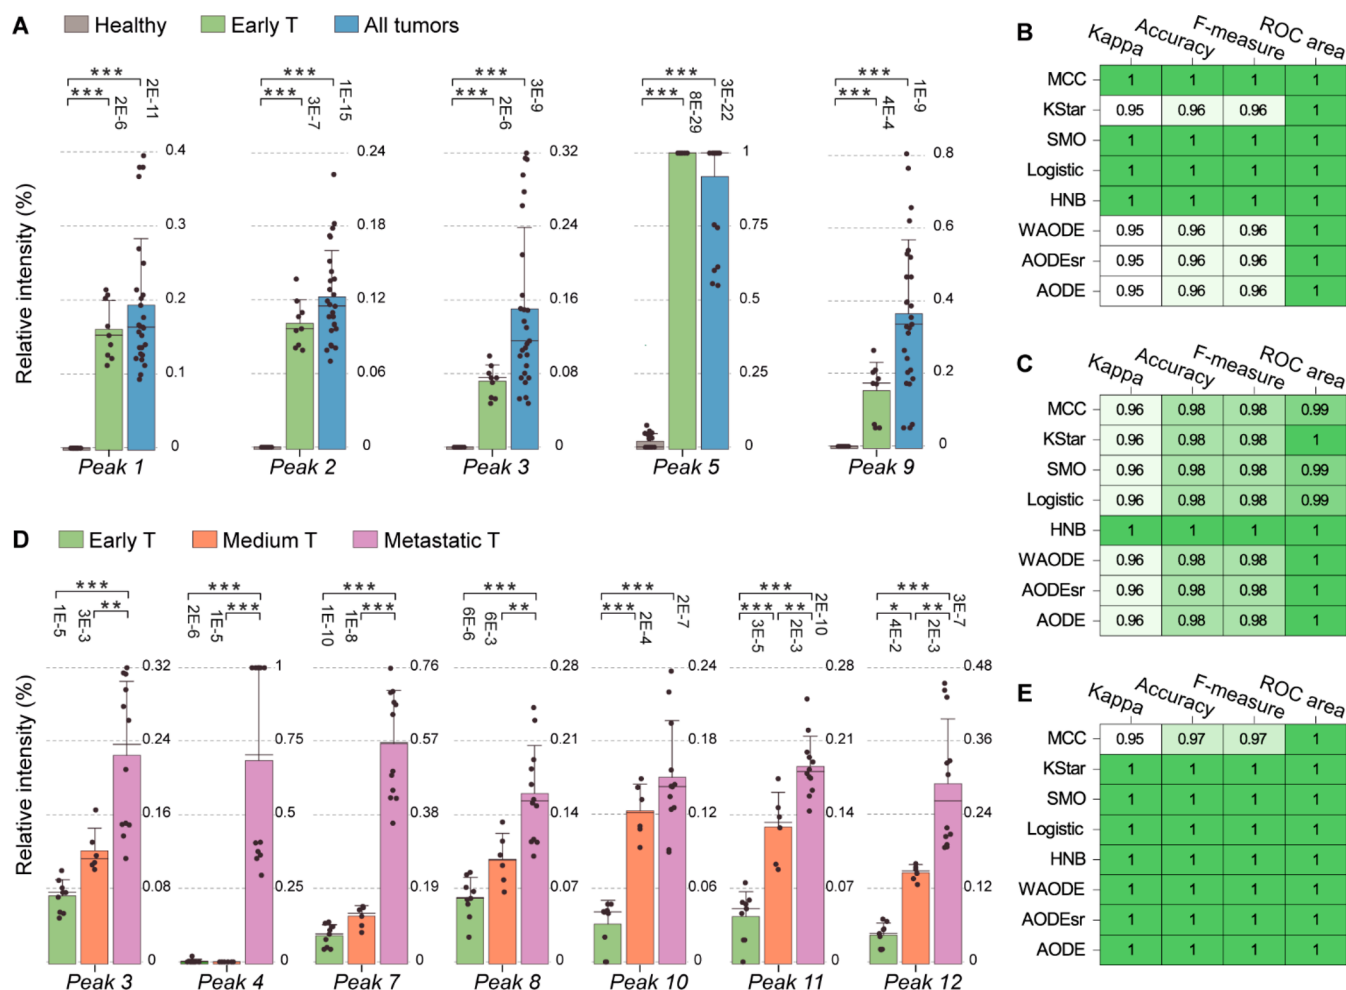 A
Healthy
Early T
All tumors
Relative intensity (%)
*** 2E-11
*** 2E-6
0.4
0.3
0.2
0.1
0
Peak 1
*** 1E-15
*** 3E-7
0.24
0.18
0.12
0.06
0
Peak 2
*** 3E-9
*** 2E-6
0.32
0.24
0.16
0.08
0
Peak 3
*** 3E-22
*** 8E-29
1
0.75
0.5
0.25
0
Peak 5
*** 1E-9
*** 4E-4
0.8
0.6
0.4
0.2
0
Peak 9
B
Kappa Accuracy F-measure ROC area
MCC 1 1 1 1
KStar 0.95 0.96 0.96 1
SMO 1 1 1 1
Logistic 1 1 1 1
HNB 1 1 1 1
WAODE 0.95 0.96 0.96 1
AODEsr 0.95 0.96 0.96 1
AODE 0.95 0.96 0.96 1
C
Kappa Accuracy F-measure ROC area
MCC 0.96 0.98 0.98 0.99
KStar 0.96 0.98 0.98 1
SMO 0.96 0.98 0.98 0.99
Logistic 0.96 0.98 0.98 0.99
HNB 1 1 1 1
WAODE 0.96 0.98 0.98 1
AODEsr 0.96 0.98 0.98 1
AODE 0.96 0.98 0.98 1
D
Early T
Medium T
Metastatic T
Relative intensity (%)
*** 1E-5
** 3E-3
0.32
0.24
0.16
0.08
0
Peak 3
*** 2E-6
*** 1E-5
1
0.75
0.5
0.25
0
Peak 4
*** 1E-10
*** 1E-8
0.76
0.57
0.38
0.19
0
Peak 7
*** 6E-6
** 6E-3
0.28
0.21
0.14
0.07
0
Peak 8
*** 2E-7
*** 2E-4
0.24
0.18
0.12
0.06
0
Peak 10
*** 2E-10
*** 3E-5
** 2E-3
0.28
0.21
0.14
0.07
0
Peak 11
*** 3E-7
* 4E-2
** 2E-3
0.48
0.36
0.24
0.12
0
Peak 12
E
Kappa Accuracy F-measure ROC area
MCC 0.95 0.97 0.97 1
KStar 1 1 1 1
SMO 1 1 1 1
Logistic 1 1 1 1
HNB 1 1 1 1
WAODE 1 1 1 1
AODEsr 1 1 1 1
AODE 1 1 1 1